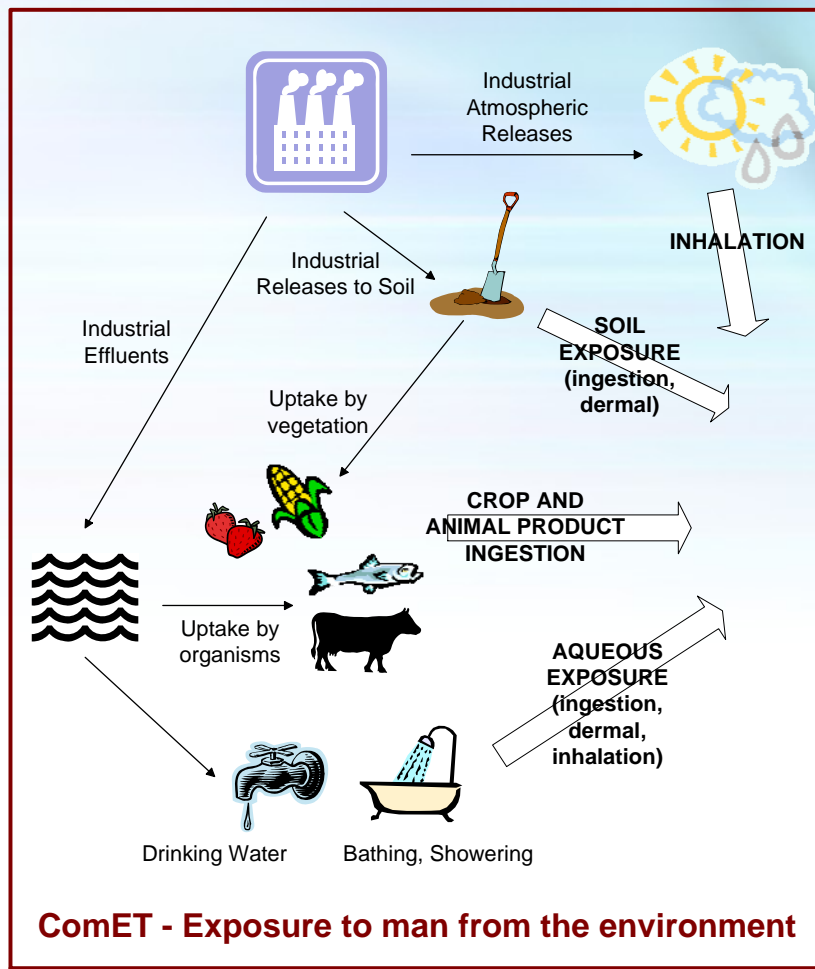 Industrial
Atmospheric
Releases
INHALATION
Industrial
Releases to Soil
SOIL
EXPOSURE
(ingestion,
dermal)
Industrial
Effluents
Uptake by
vegetation
CROP AND
ANIMAL PRODUCT
INGESTION
Uptake by
organisms
AQUEOUS
EXPOSURE
(ingestion,
dermal,
inhalation)
Drinking Water
Bathing, Showering
ComET - Exposure to man from the environment